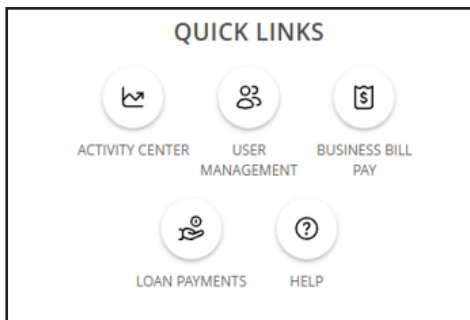 QUICK LINKS
ACTIVITY CENTER
USER
MANAGEMENT
BUSINESS BILL
PAY
LOAN PAYMENTS
HELP